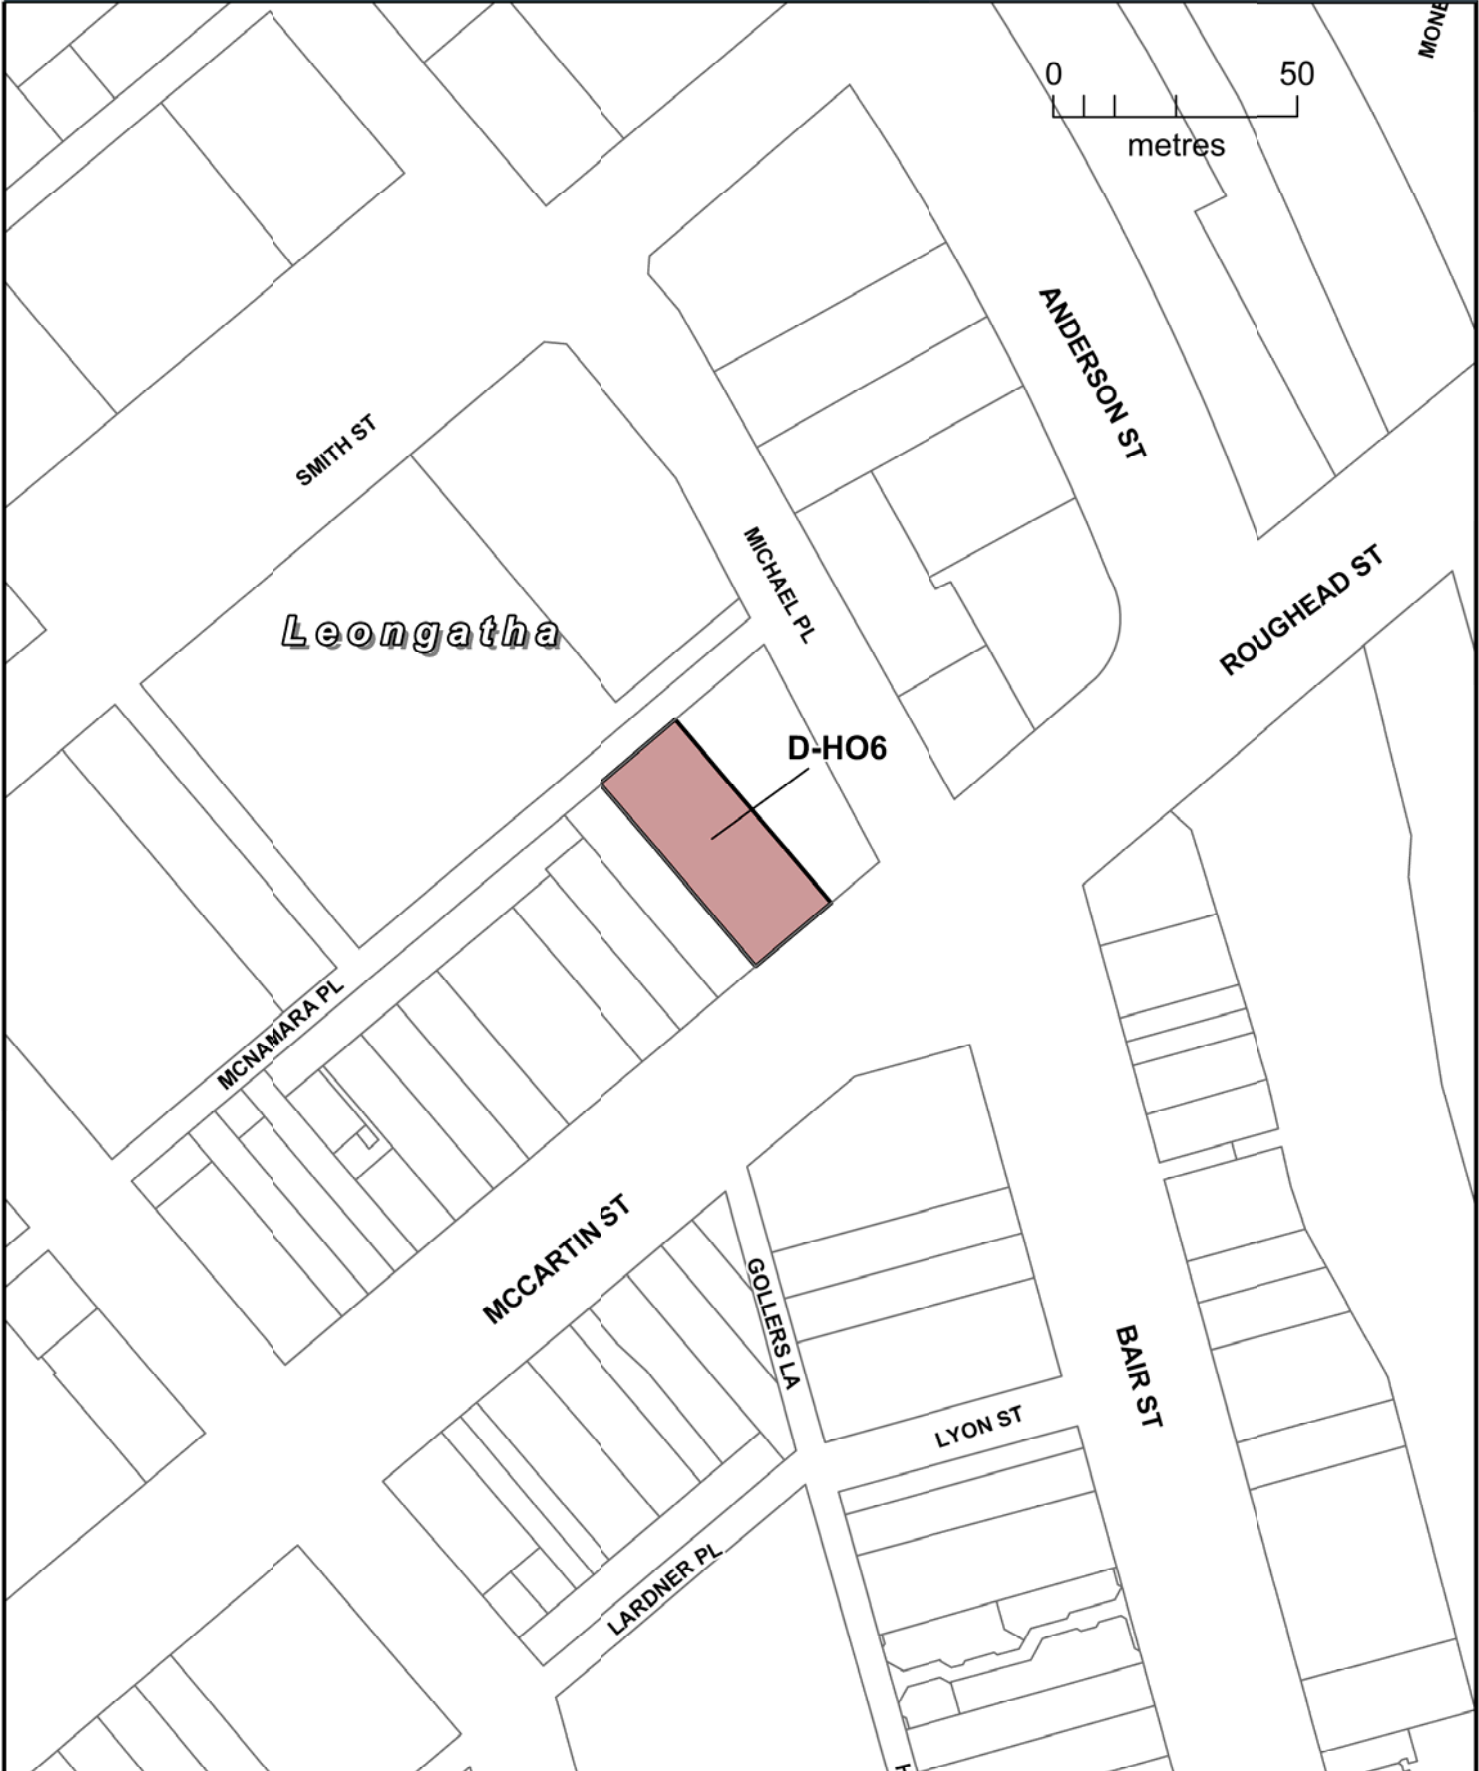 0 50
metres
ANDERSON ST
SMITH ST
MICHAEL PL
Leongatha
ROUGHEAD ST
D-HO6
MCNAMARA PL
MCCARTIN ST
GOLLERS LA
BAIR ST
LYON ST
LARDNER PL